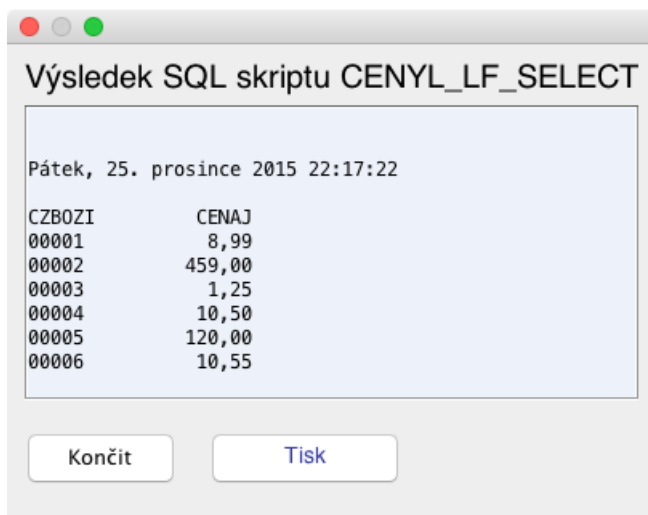 Výsledek SQL skriptu CENYL_LF_SELECT
Pátek, 25. prosince 2015 22:17:22
CZBOZI CENAJ
00001 8,99
00002 459,00
00003 1,25
00004 10,50
00005 120,00
00006 10,55
Končit Tisk